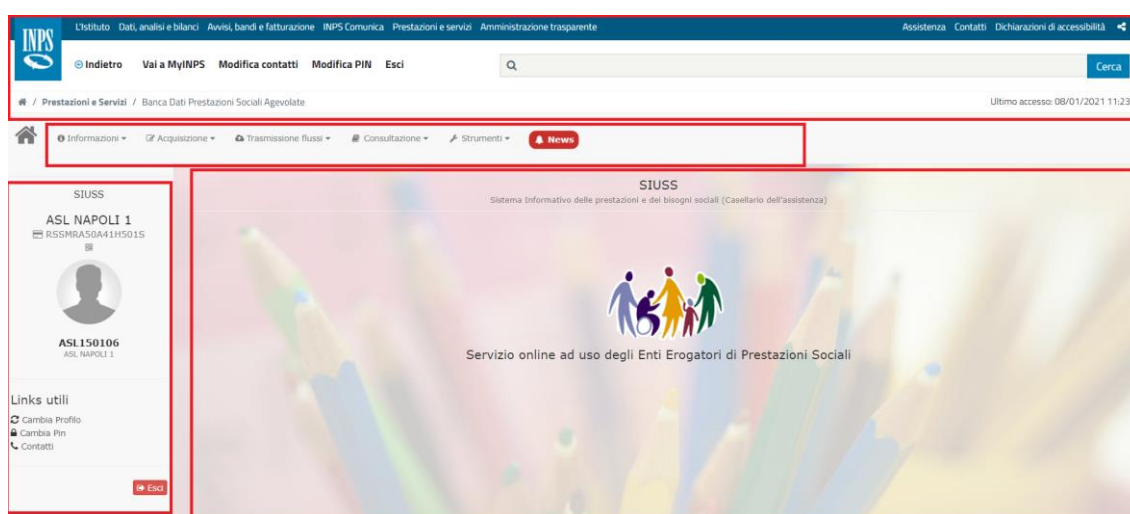 INPS
L'Istituto Dati, analisi e bilanci Avvisi, bandi e fatturazione INPS Comunica Prestazioni e servizi Amministrazione trasparente Assistenza Contatti Dichiarazioni di accessibilità
Indietro Vai a MyINPS Modifica contatti Modifica PIN Esci Cerca
/ Prestazioni e Servizi / Banca Dati Prestazioni Sociali Agevolate Ultimo accesso: 08/01/2021 11:23
Informazioni Acquisizione Trasmissione flussi Consultazione Strumenti News
SIUSS
ASL NAPOLI 1
RSSMRA50A41H501S
ASL150106
ASL NAPOLI 1
Links utili
Cambia Profilo
Cambia Pin
Contatti
Esci
SIUSS
Sistema Informativo delle prestazioni e dei bisogni sociali (Casellario dell'assistenza)
Servizio online ad uso degli Enti Erogatori di Prestazioni Sociali